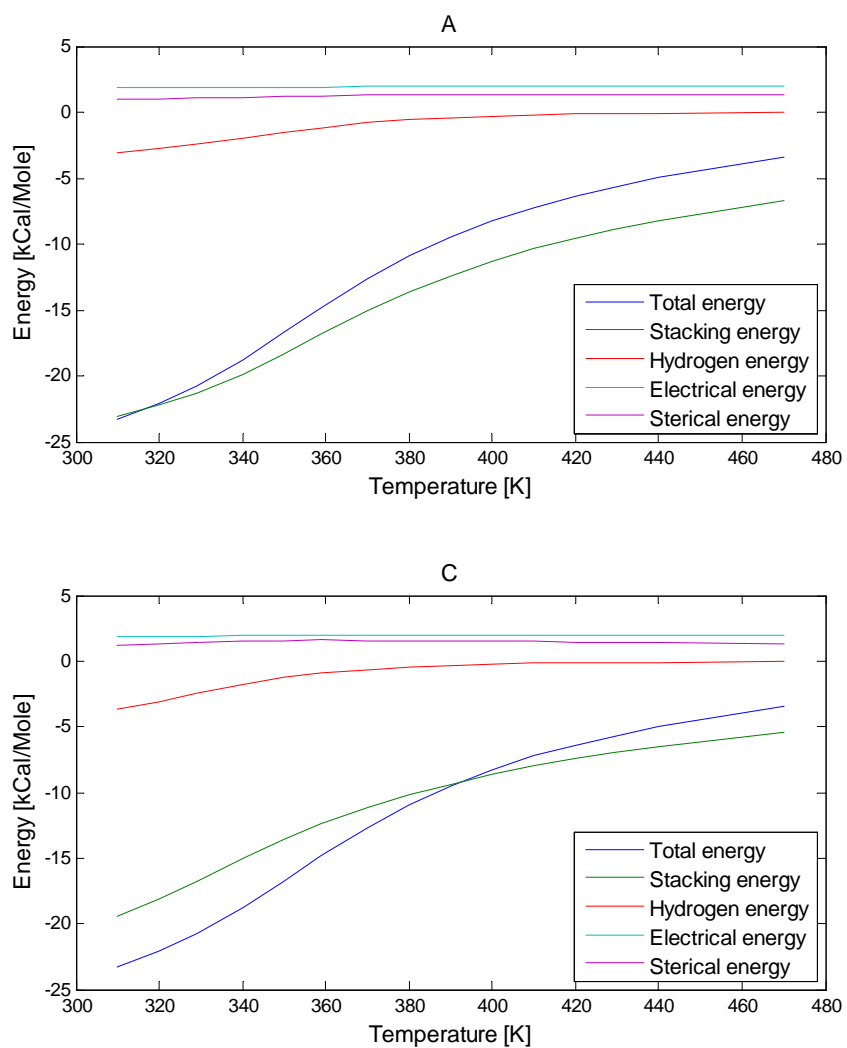 A
5
0
-5
-10
-15
-20
-25
Energy [kCal/Mole]
300 320 340 360 380 400 420 440 460 480
Temperature [K]
Total energy
Stacking energy
Hydrogen energy
Electrical energy
Sterical energy
C
5
0
-5
-10
-15
-20
-25
Energy [kCal/Mole]
300 320 340 360 380 400 420 440 460 480
Temperature [K]
Total energy
Stacking energy
Hydrogen energy
Electrical energy
Sterical energy